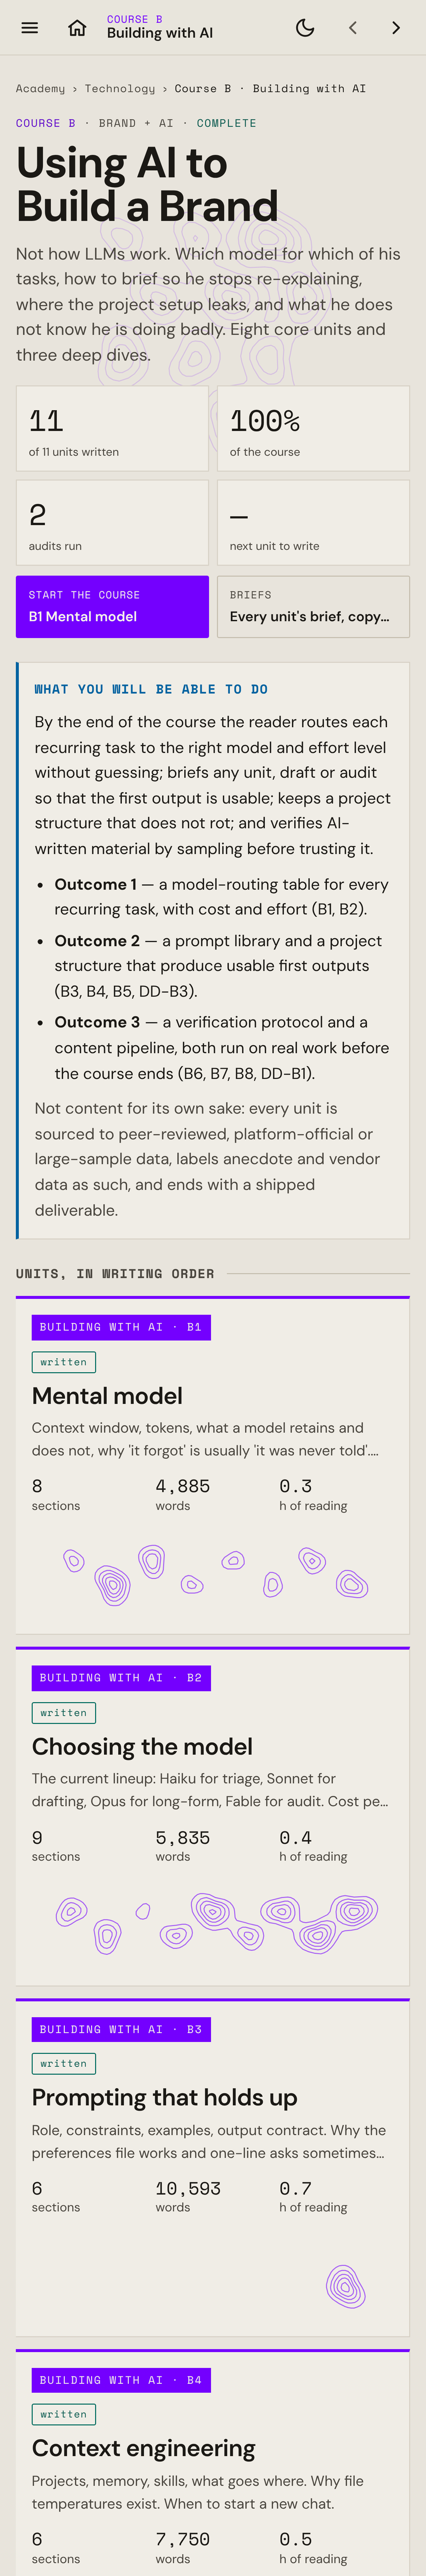 COURSE B
Building with AI
Academy › Technology › Course B · Building with AI
COURSE B · BRAND + AI · COMPLETE
Using AI to
Build a Brand
Not how LLMs work. Which model for which of his
tasks, how to brief so he stops re-explaining,
where the project setup leaks, and what he does
not know he is doing badly. Eight core units and
three deep dives.
11
of 11 units written
100%
of the course
2
audits run
—
next unit to write
START THE COURSE
B1 Mental model
BRIEFS
Every unit's brief, copy…
WHAT YOU WILL BE ABLE TO DO
By the end of the course the reader routes each
recurring task to the right model and effort level
without guessing; briefs any unit, draft or audit
so that the first output is usable; keeps a project
structure that does not rot; and verifies AI-
written material by sampling before trusting it.
• Outcome 1 — a model-routing table for every
recurring task, with cost and effort (B1, B2).
• Outcome 2 — a prompt library and a project
structure that produce usable first outputs
(B3, B4, B5, DD-B3).
• Outcome 3 — a verification protocol and a
content pipeline, both run on real work before
the course ends (B6, B7, B8, DD-B1).
Not content for its own sake: every unit is
sourced to peer-reviewed, platform-official or
large-sample data, labels anecdote and vendor
data as such, and ends with a shipped
deliverable.
UNITS, IN WRITING ORDER
BUILDING WITH AI · B1
written
Mental model
Context window, tokens, what a model retains and
does not, why 'it forgot' is usually 'it was never told'.…
8 4,885 0.3
sections words h of reading
BUILDING WITH AI · B2
written
Choosing the model
The current lineup: Haiku for triage, Sonnet for
drafting, Opus for long-form, Fable for audit. Cost pe…
9 5,835 0.4
sections words h of reading
BUILDING WITH AI · B3
written
Prompting that holds up
Role, constraints, examples, output contract. Why the
preferences file works and one-line asks sometimes…
6 10,593 0.7
sections words h of reading
BUILDING WITH AI · B4
written
Context engineering
Projects, memory, skills, what goes where. Why file
temperatures exist. When to start a new chat.
6 7,750 0.5
sections words h of reading